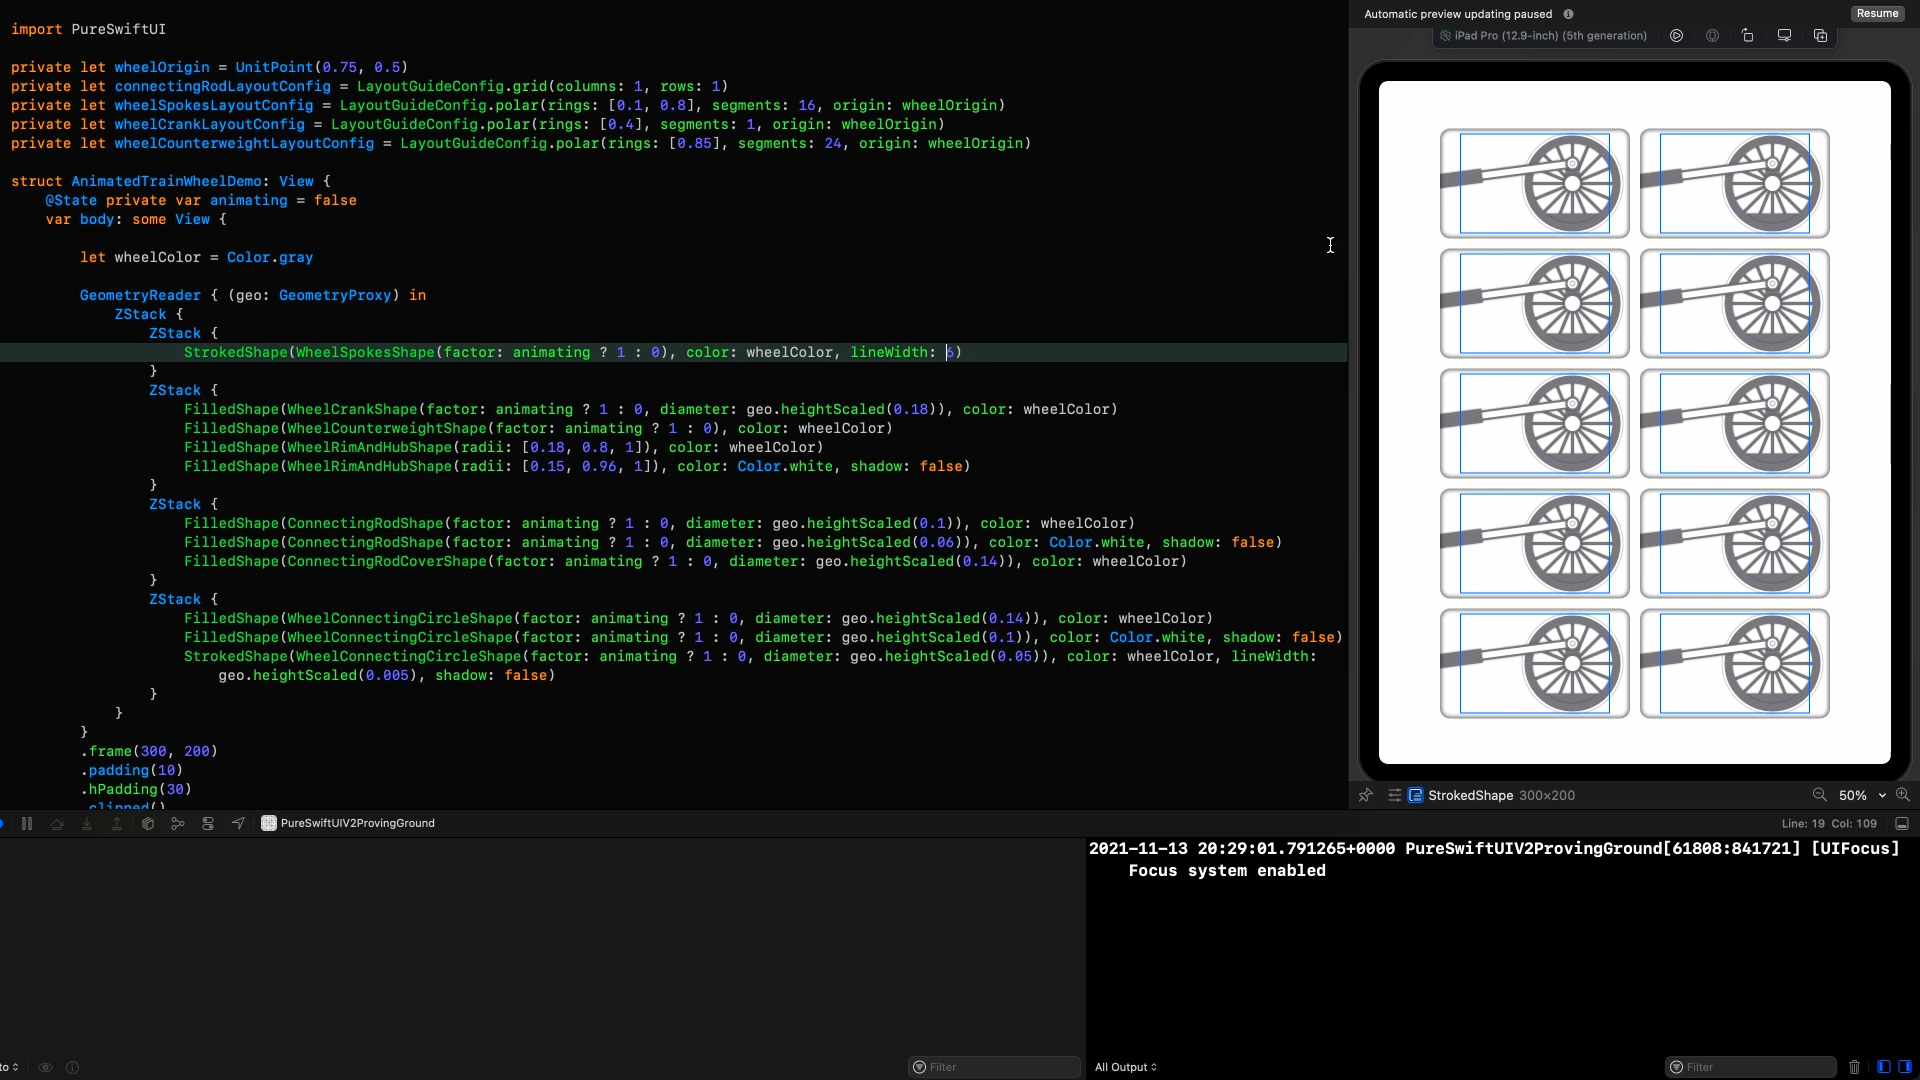 import PureSwiftUI
private let wheelOrigin = UnitPoint(0.75, 0.5)
private let connectingRodLayoutConfig = LayoutGuideConfig.grid(columns: 1, rows: 1)
private let wheelSpokesLayoutConfig = LayoutGuideConfig.polar(rings: [0.1, 0.8], segments: 16, origin: wheelOrigin)
private let wheelCrankLayoutConfig = LayoutGuideConfig.polar(rings: [0.4], segments: 1, origin: wheelOrigin)
private let wheelCounterweightLayoutConfig = LayoutGuideConfig.polar(rings: [0.85], segments: 24, origin: wheelOrigin)
struct AnimatedTrainWheelDemo: View {
@State private var animating = false
var body: some View {
let wheelColor = Color.gray
GeometryReader { (geo: GeometryProxy) in
ZStack {
ZStack {
StrokedShape(WheelSpokesShape(factor: animating ? 1 : 0), color: wheelColor, lineWidth: 6)
}
ZStack {
FilledShape(WheelCrankShape(factor: animating ? 1 : 0, diameter: geo.heightScaled(0.18)), color: wheelColor)
FilledShape(WheelCounterweightShape(factor: animating ? 1 : 0), color: wheelColor)
FilledShape(WheelRimAndHubShape(radii: [0.18, 0.8, 1]), color: wheelColor)
FilledShape(WheelRimAndHubShape(radii: [0.15, 0.96, 1]), color: Color.white, shadow: false)
}
ZStack {
FilledShape(ConnectingRodShape(factor: animating ? 1 : 0, diameter: geo.heightScaled(0.1)), color: wheelColor)
FilledShape(ConnectingRodShape(factor: animating ? 1 : 0, diameter: geo.heightScaled(0.06)), color: Color.white, shadow: false)
FilledShape(ConnectingRodCoverShape(factor: animating ? 1 : 0, diameter: geo.heightScaled(0.14)), color: wheelColor)
}
ZStack {
FilledShape(WheelConnectingCircleShape(factor: animating ? 1 : 0, diameter: geo.heightScaled(0.14)), color: wheelColor)
FilledShape(WheelConnectingCircleShape(factor: animating ? 1 : 0, diameter: geo.heightScaled(0.1)), color: Color.white, shadow: false)
StrokedShape(WheelConnectingCircleShape(factor: animating ? 1 : 0, diameter: geo.heightScaled(0.05)), color: wheelColor, lineWidth:
geo.heightScaled(0.005), shadow: false)
}
}
}
.frame(300, 200)
.padding(10)
.hPadding(30)
.clipped()
Automatic preview updating paused
Resume
iPad Pro (12.9-inch) (5th generation)
StrokedShape 300×200
50%
PureSwiftUIV2ProvingGround
Line: 19 Col: 109
2021-11-13 20:29:01.791265+0000 PureSwiftUIV2ProvingGround[61808:841721] [UIFocus]
Focus system enabled
to
Filter
All Output
Filter